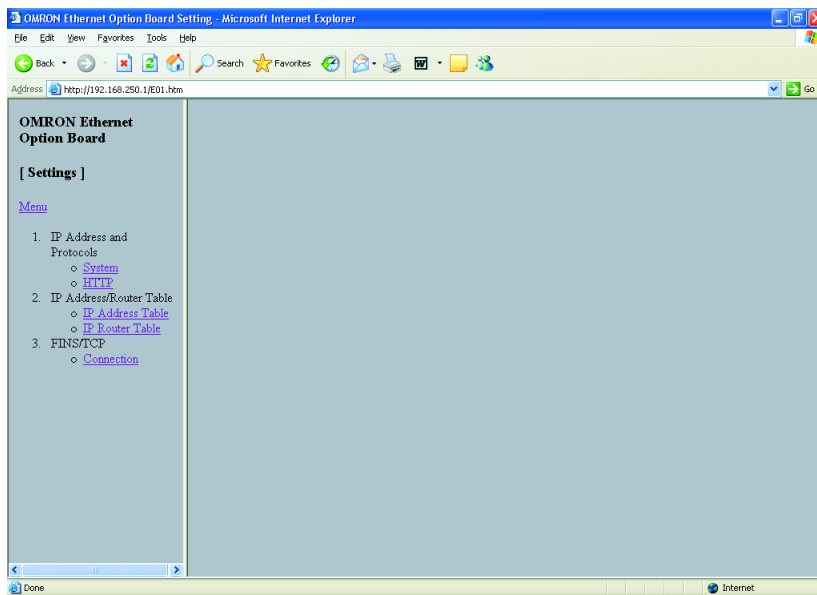 OMRON Ethernet Option Board Setting - Microsoft Internet Explorer
File Edit View Favorites Tools Help
Back Search Favorites
Address http://192.168.250.1/E01.htm Go
OMRON Ethernet
Option Board
[ Settings ]
Menu
1. IP Address and
Protocols
o System
o HTTP
2. IP Address/Router Table
o IP Address Table
o IP Router Table
3. FINS/TCP
o Connection
Done Internet